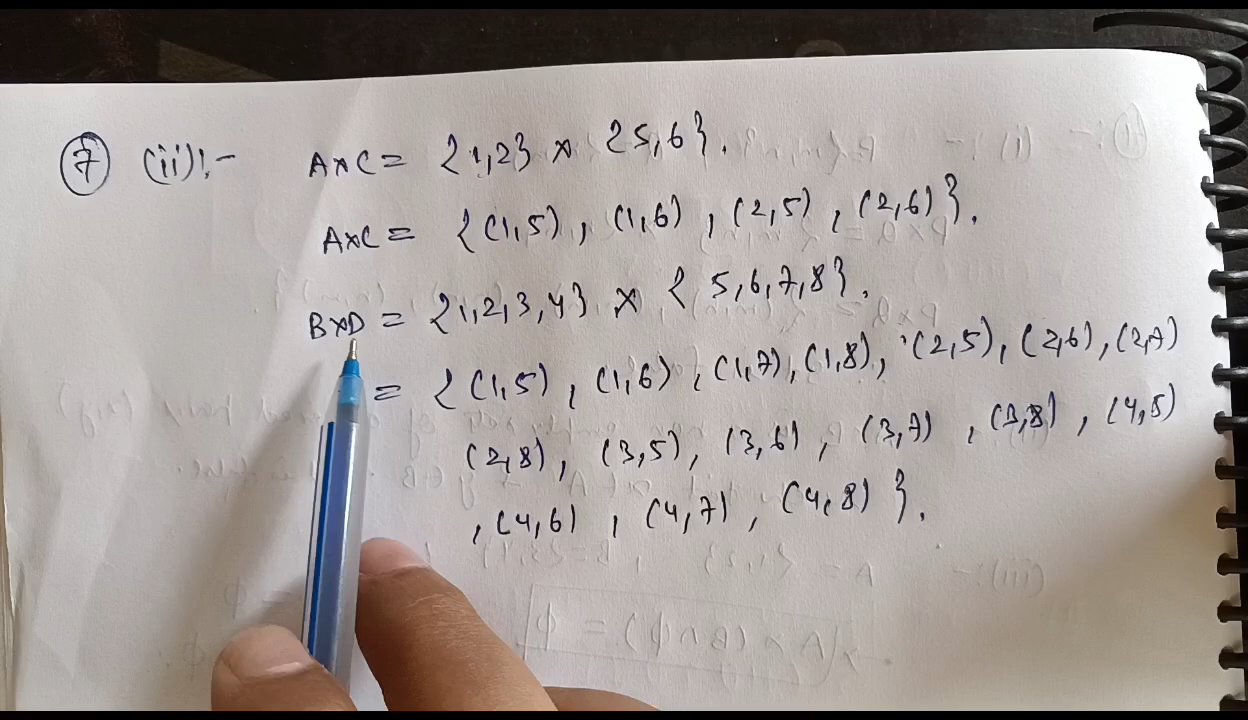 7 (ii):- A×C = {1,2} × {5,6}.
A×C = {(1,5), (1,6), (2,5), (2,6)}.
B×D = {1,2,3,4} × {5,6,7,8}.
= {(1,5), (1,6), (1,7), (1,8), (2,5), (2,6), (2,7)
(2,8), (3,5), (3,6), (3,7), (3,8), (4,5)
, (4,6), (4,7), (4,8)}.